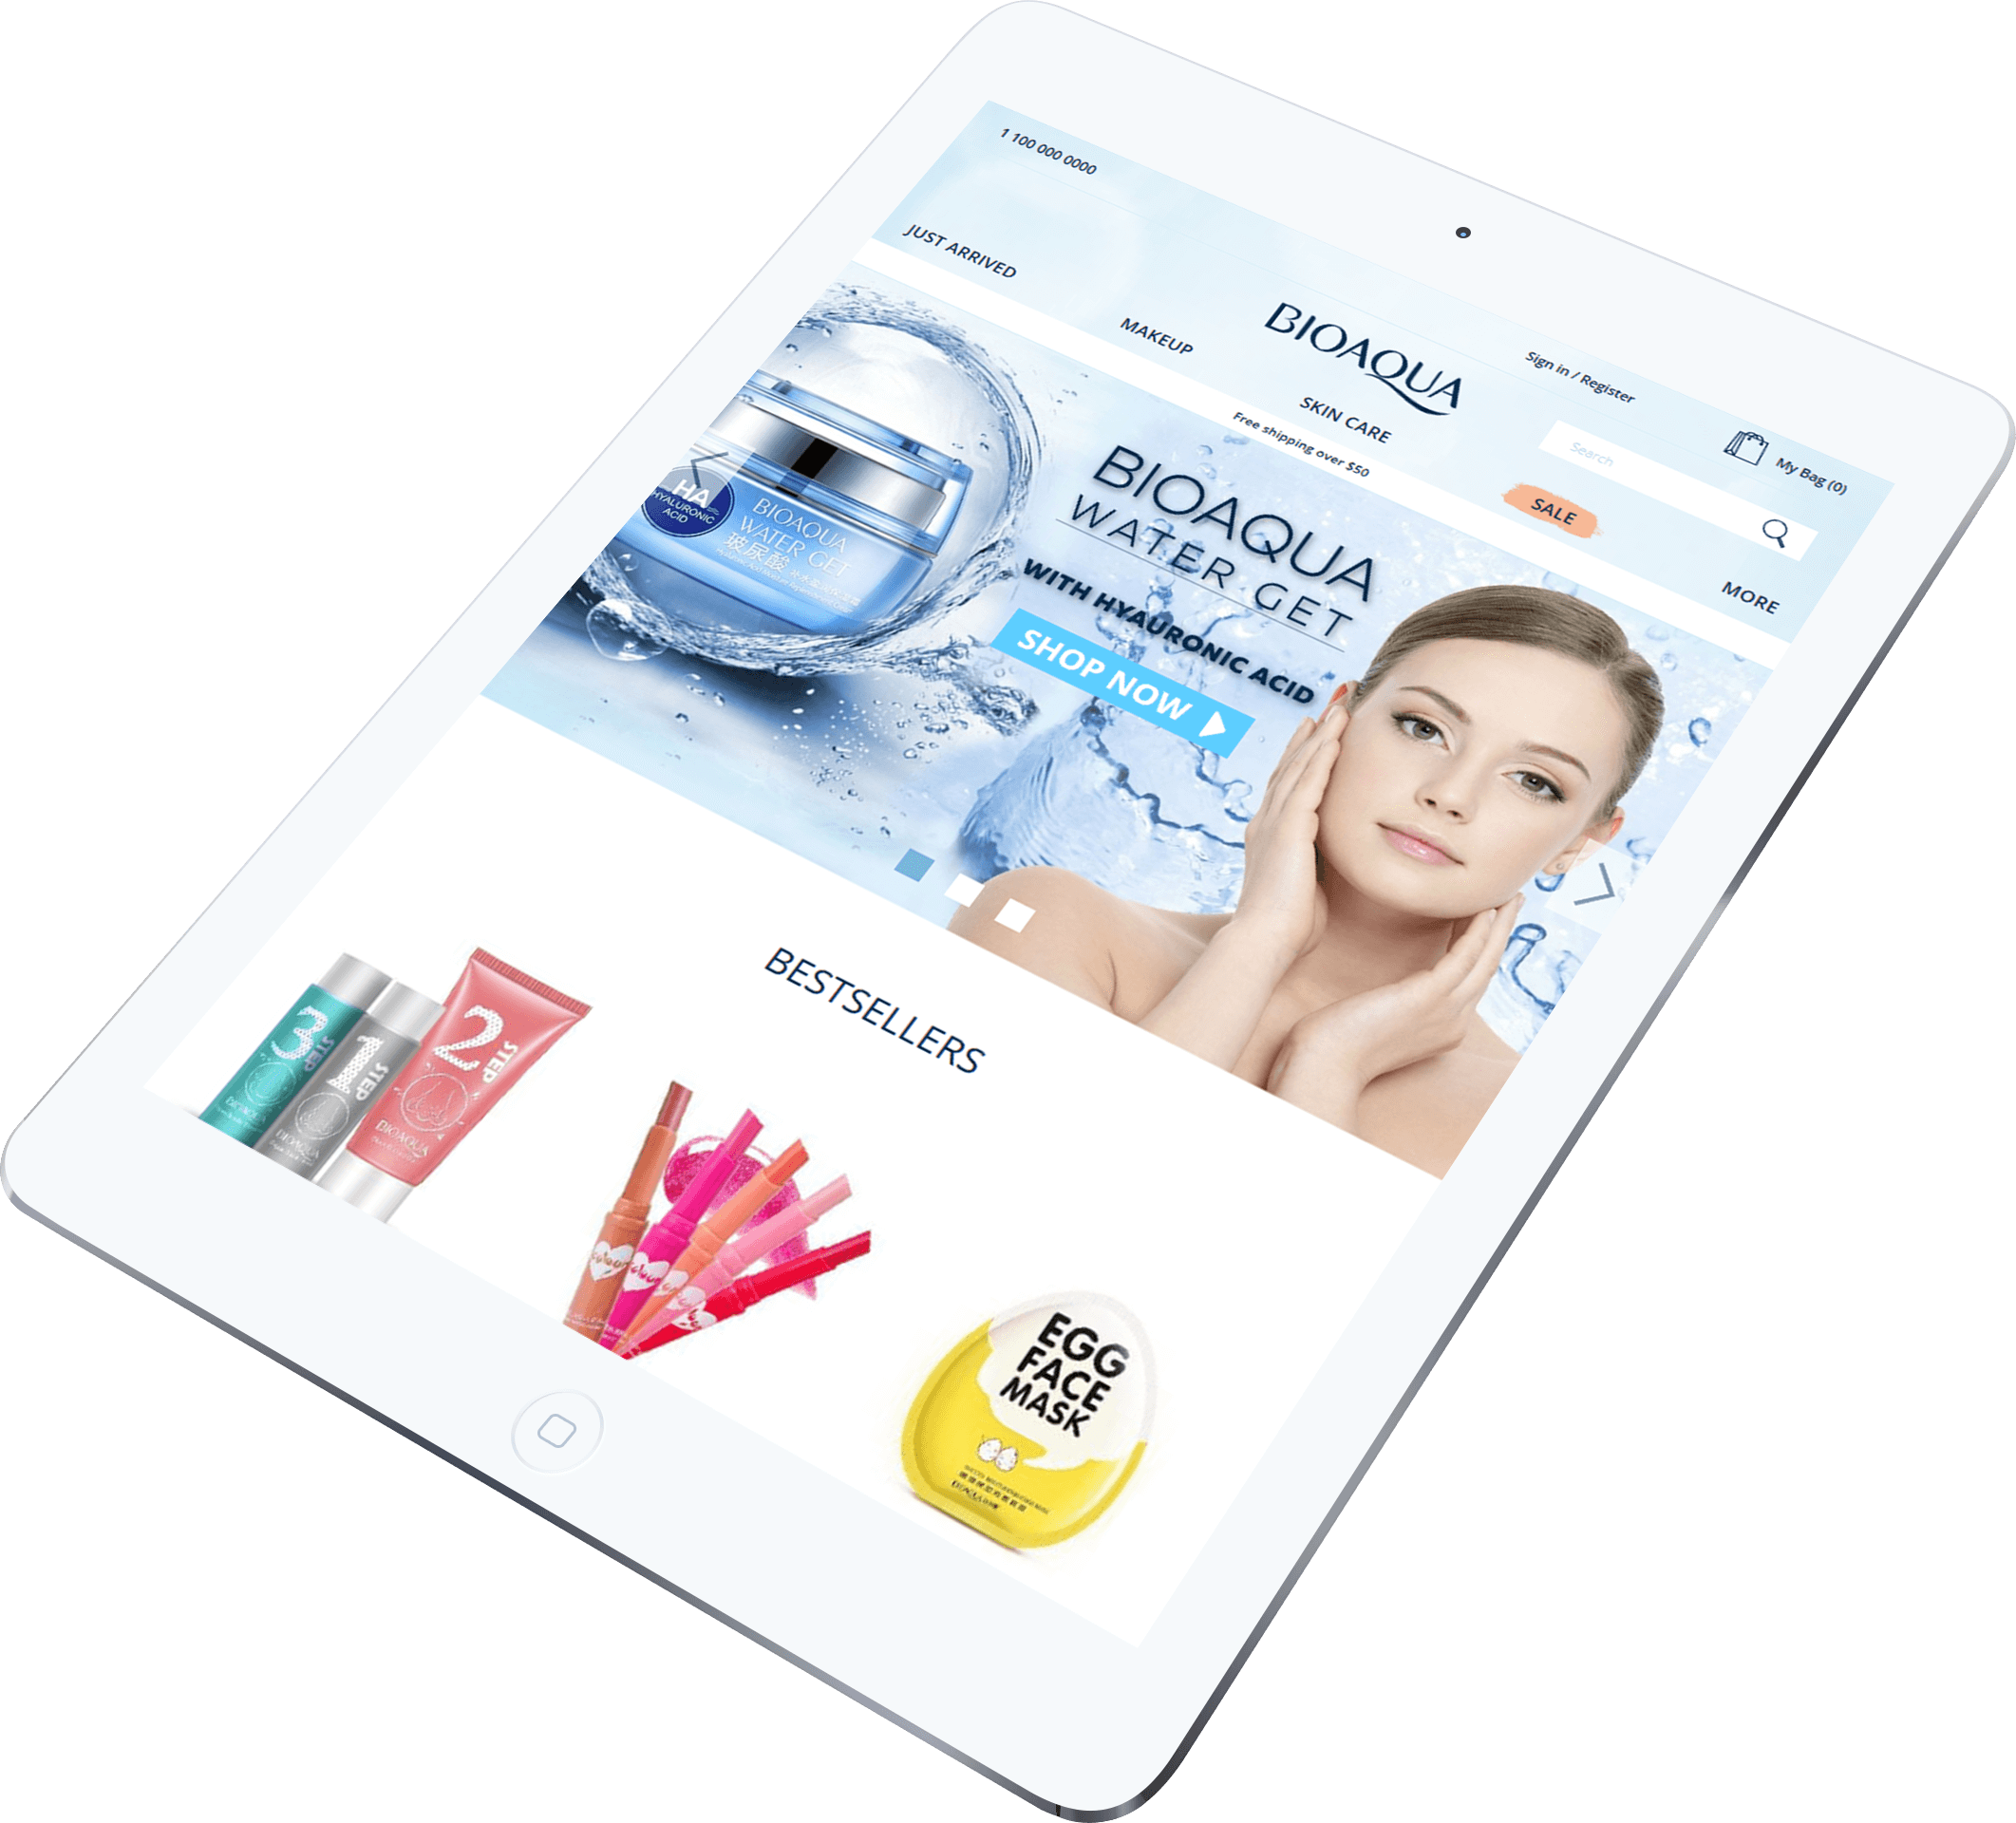 1 100 000 0000
Sign in / Register
My Bag (0)
BIOAQUA
Search
JUST ARRIVED
MAKEUP
SKIN CARE
SALE
MORE
Free shipping over $50
BIOAQUA
WATER GET
WITH HYAURONIC ACID
SHOP NOW
HA
HYALURONIC
ACID
BIOAQUA
WATER GET
玻尿酸
BESTSELLERS
3 STEP
1 STEP
BIOAQUA
2 STEP
BIOAQUA
EGG
FACE
MASK